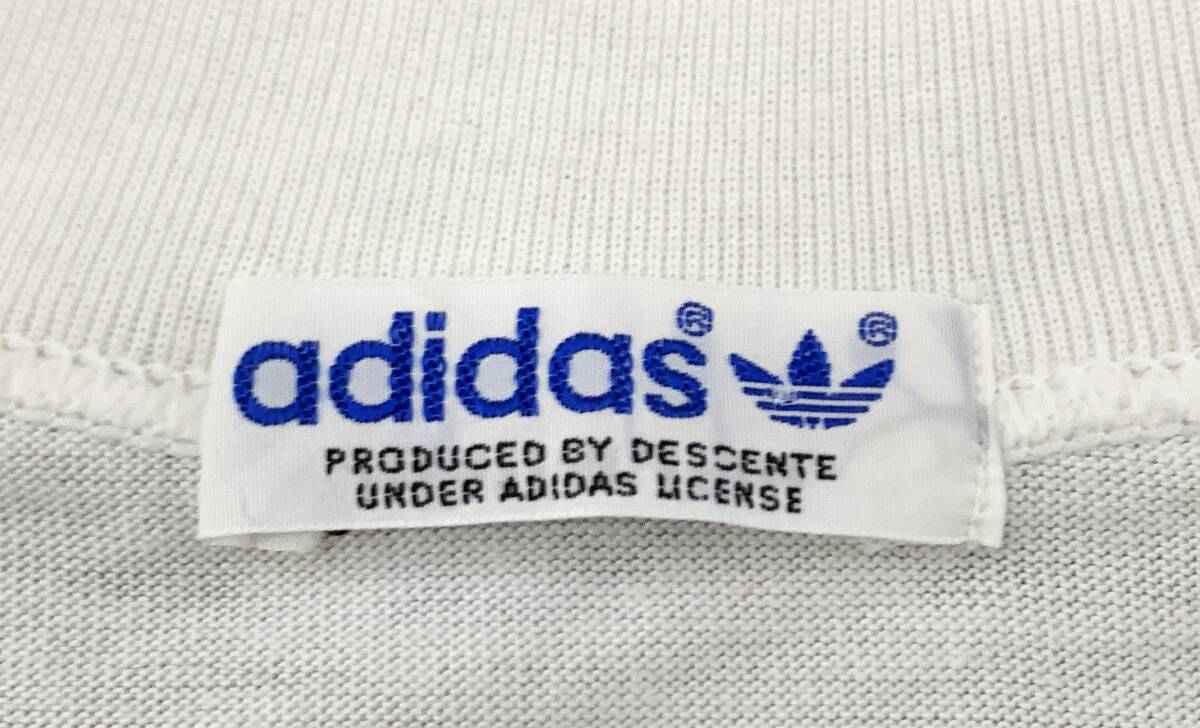 adidas® ®
PRODUCED BY DESCENTE
UNDER ADIDAS LICENSE